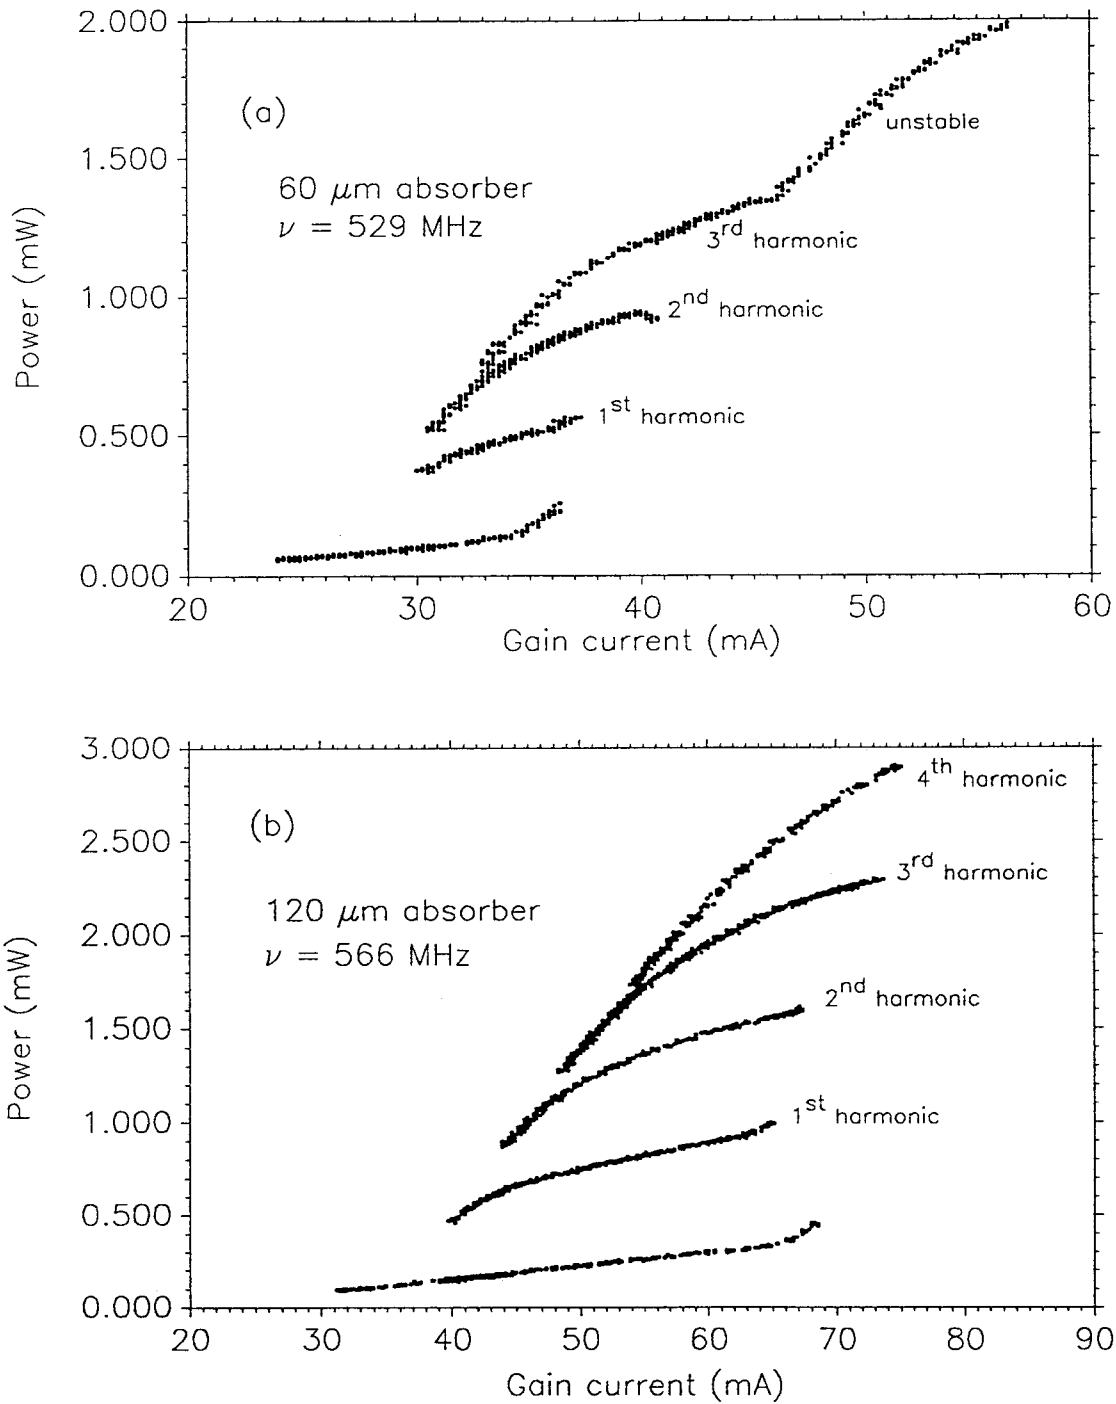 2.000
1.500
1.000
0.500
0.000
Power (mW)
(a)
60 μm absorber
ν = 529 MHz
unstable
3rd harmonic
2nd harmonic
1st harmonic
20 30 40 50 60
Gain current (mA)
3.000
2.500
2.000
1.500
1.000
0.500
0.000
Power (mW)
(b)
120 μm absorber
ν = 566 MHz
4th harmonic
3rd harmonic
2nd harmonic
1st harmonic
20 30 40 50 60 70 80 90
Gain current (mA)